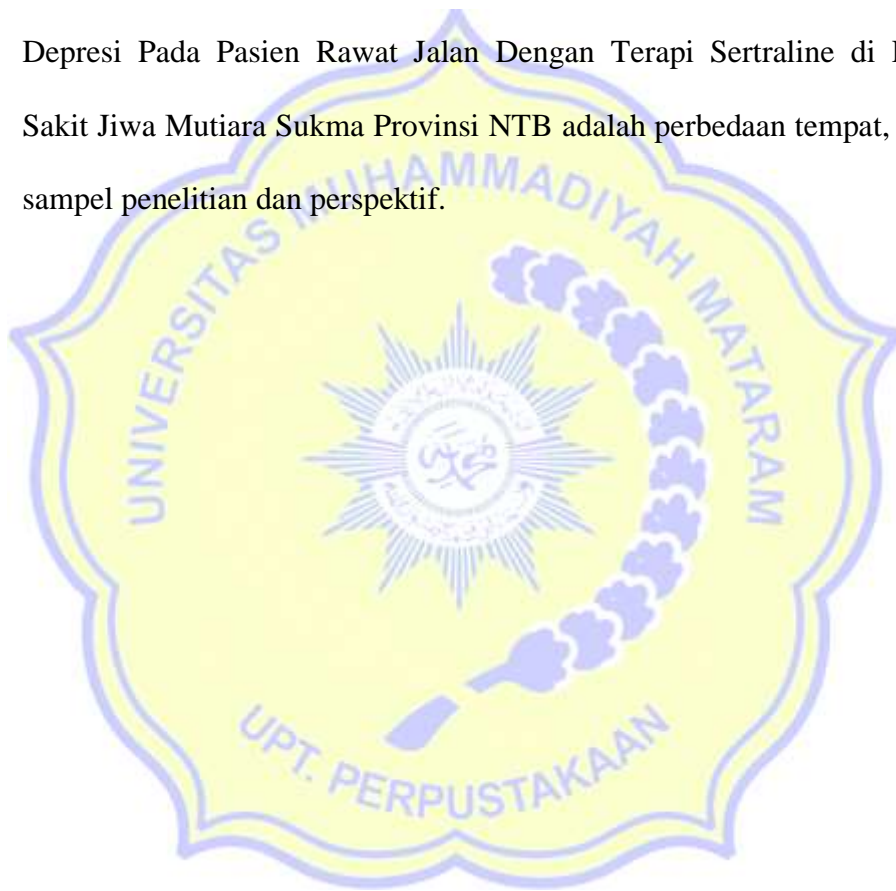 Depresi Pada Pasien Rawat Jalan Dengan Terapi Sertraline di
Sakit Jiwa Mutiara Sukma Provinsi NTB adalah perbedaan tempat,
sampel penelitian dan perspektif.
UNIVERSITAS MUHAMMADIYAH MATARAM
UPT. PERPUSTAKAAN